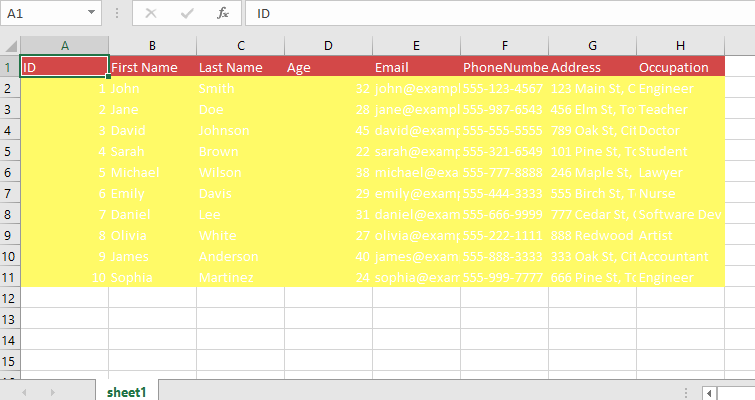 A1 fx ID
A B C D E F G H
1 ID First Name Last Name Age Email PhoneNumbe Address Occupation
2 1 John Smith 32 john@exampl 555-123-4567 123 Main St, C Engineer
3 2 Jane Doe 28 jane@exampl 555-987-6543 456 Elm St, To Teacher
4 3 David Johnson 45 david@examp 555-555-5555 789 Oak St, Ci Doctor
5 4 Sarah Brown 22 sarah@examp 555-321-6549 101 Pine St, To Student
6 5 Michael Wilson 38 michael@exa 555-777-8888 246 Maple St, Lawyer
7 6 Emily Davis 29 emily@examp 555-444-3333 555 Birch St, T Nurse
8 7 Daniel Lee 31 daniel@exam 555-666-9999 777 Cedar St, Software Dev
9 8 Olivia White 27 olivia@examp 555-222-1111 888 Redwood Artist
10 9 James Anderson 40 james@exam 555-888-3333 333 Oak St, Ci Accountant
11 10 Sophia Martinez 24 sophia@exam 555-999-7777 666 Pine St, To Engineer
12
13
14
15
sheet1